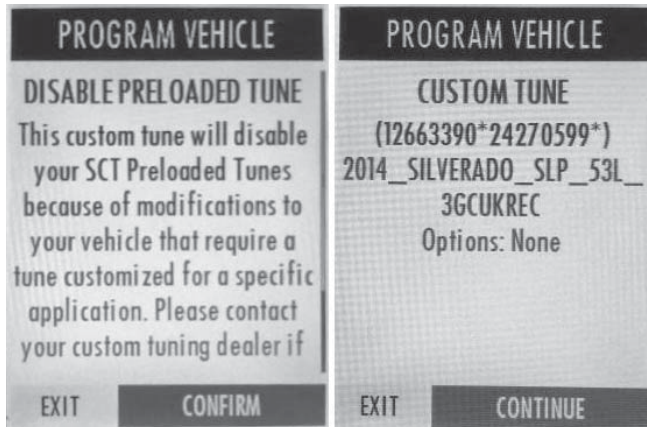 PROGRAM VEHICLE
DISABLE PRELOADED TUNE
This custom tune will disable
your SCT Preloaded Tunes
because of modifications to
your vehicle that require a
tune customized for a specific
application. Please contact
your custom tuning dealer if
EXIT CONFIRM
PROGRAM VEHICLE
CUSTOM TUNE
(12663390*24270599*)
2014_SILVERADO_SLP_53L_
3GCUKREC
Options: None
EXIT CONTINUE